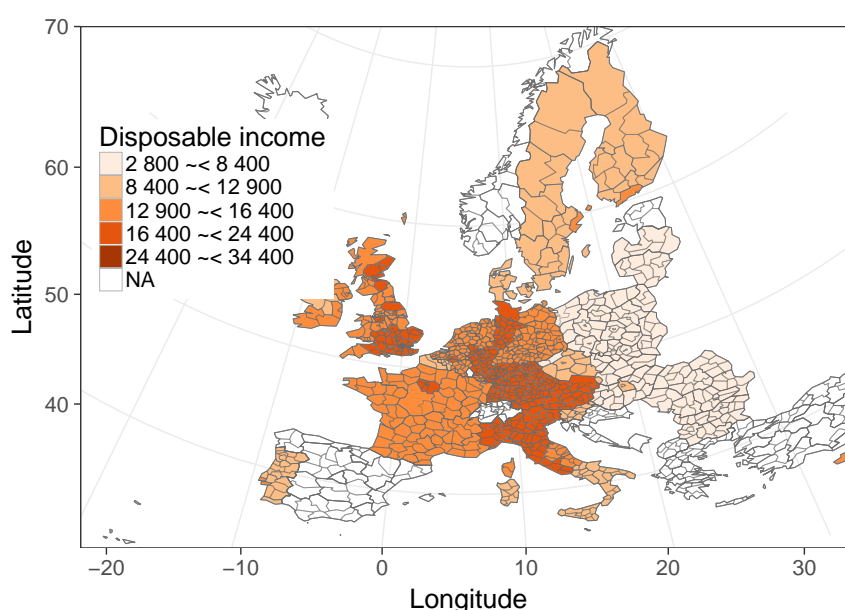 70
60
50
40
Latitude
Disposable income
2 800 ~< 8 400
8 400 ~< 12 900
12 900 ~< 16 400
16 400 ~< 24 400
24 400 ~< 34 400
NA
−20 −10 0 10 20 30
Longitude